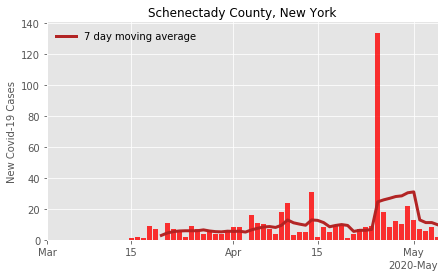 Schenectady County, New York
7 day moving average
New Covid-19 Cases
140
120
100
80
60
40
20
0
Mar
15
Apr
15
May
2020-May